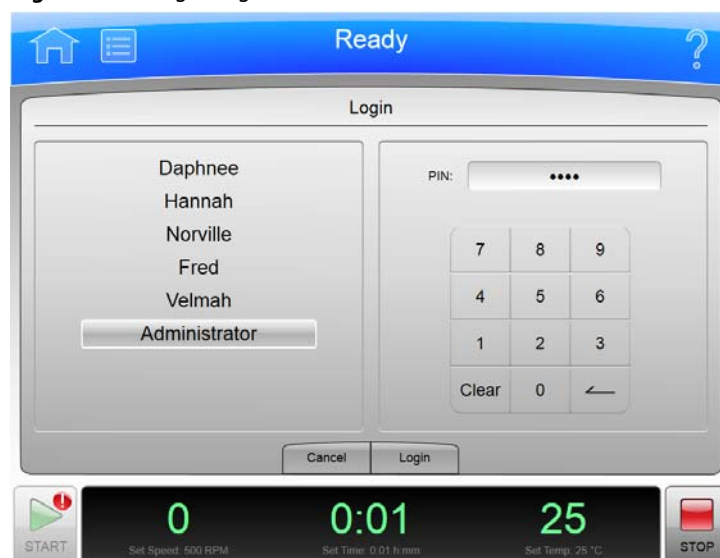 Ready
Login
Daphnee
Hannah
Norville
Fred
Velmah
Administrator
PIN: ••••
7 8 9
4 5 6
1 2 3
Clear 0
Cancel Login
START
0
Set Speed: 500 RPM
0:01
Set Time: 0:01 h:mm
25
Set Temp: 25 °C
STOP